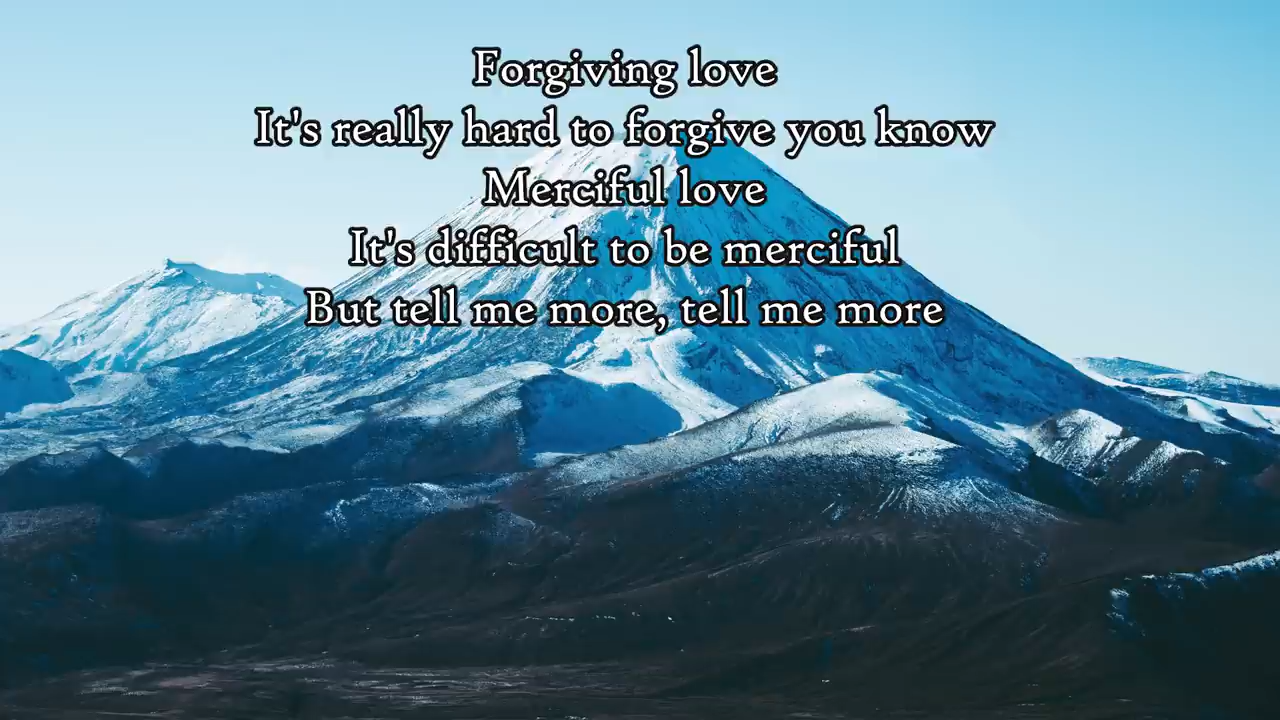 Forgiving love
It's really hard to forgive you know
Merciful love
It's difficult to be merciful
But tell me more, tell me more